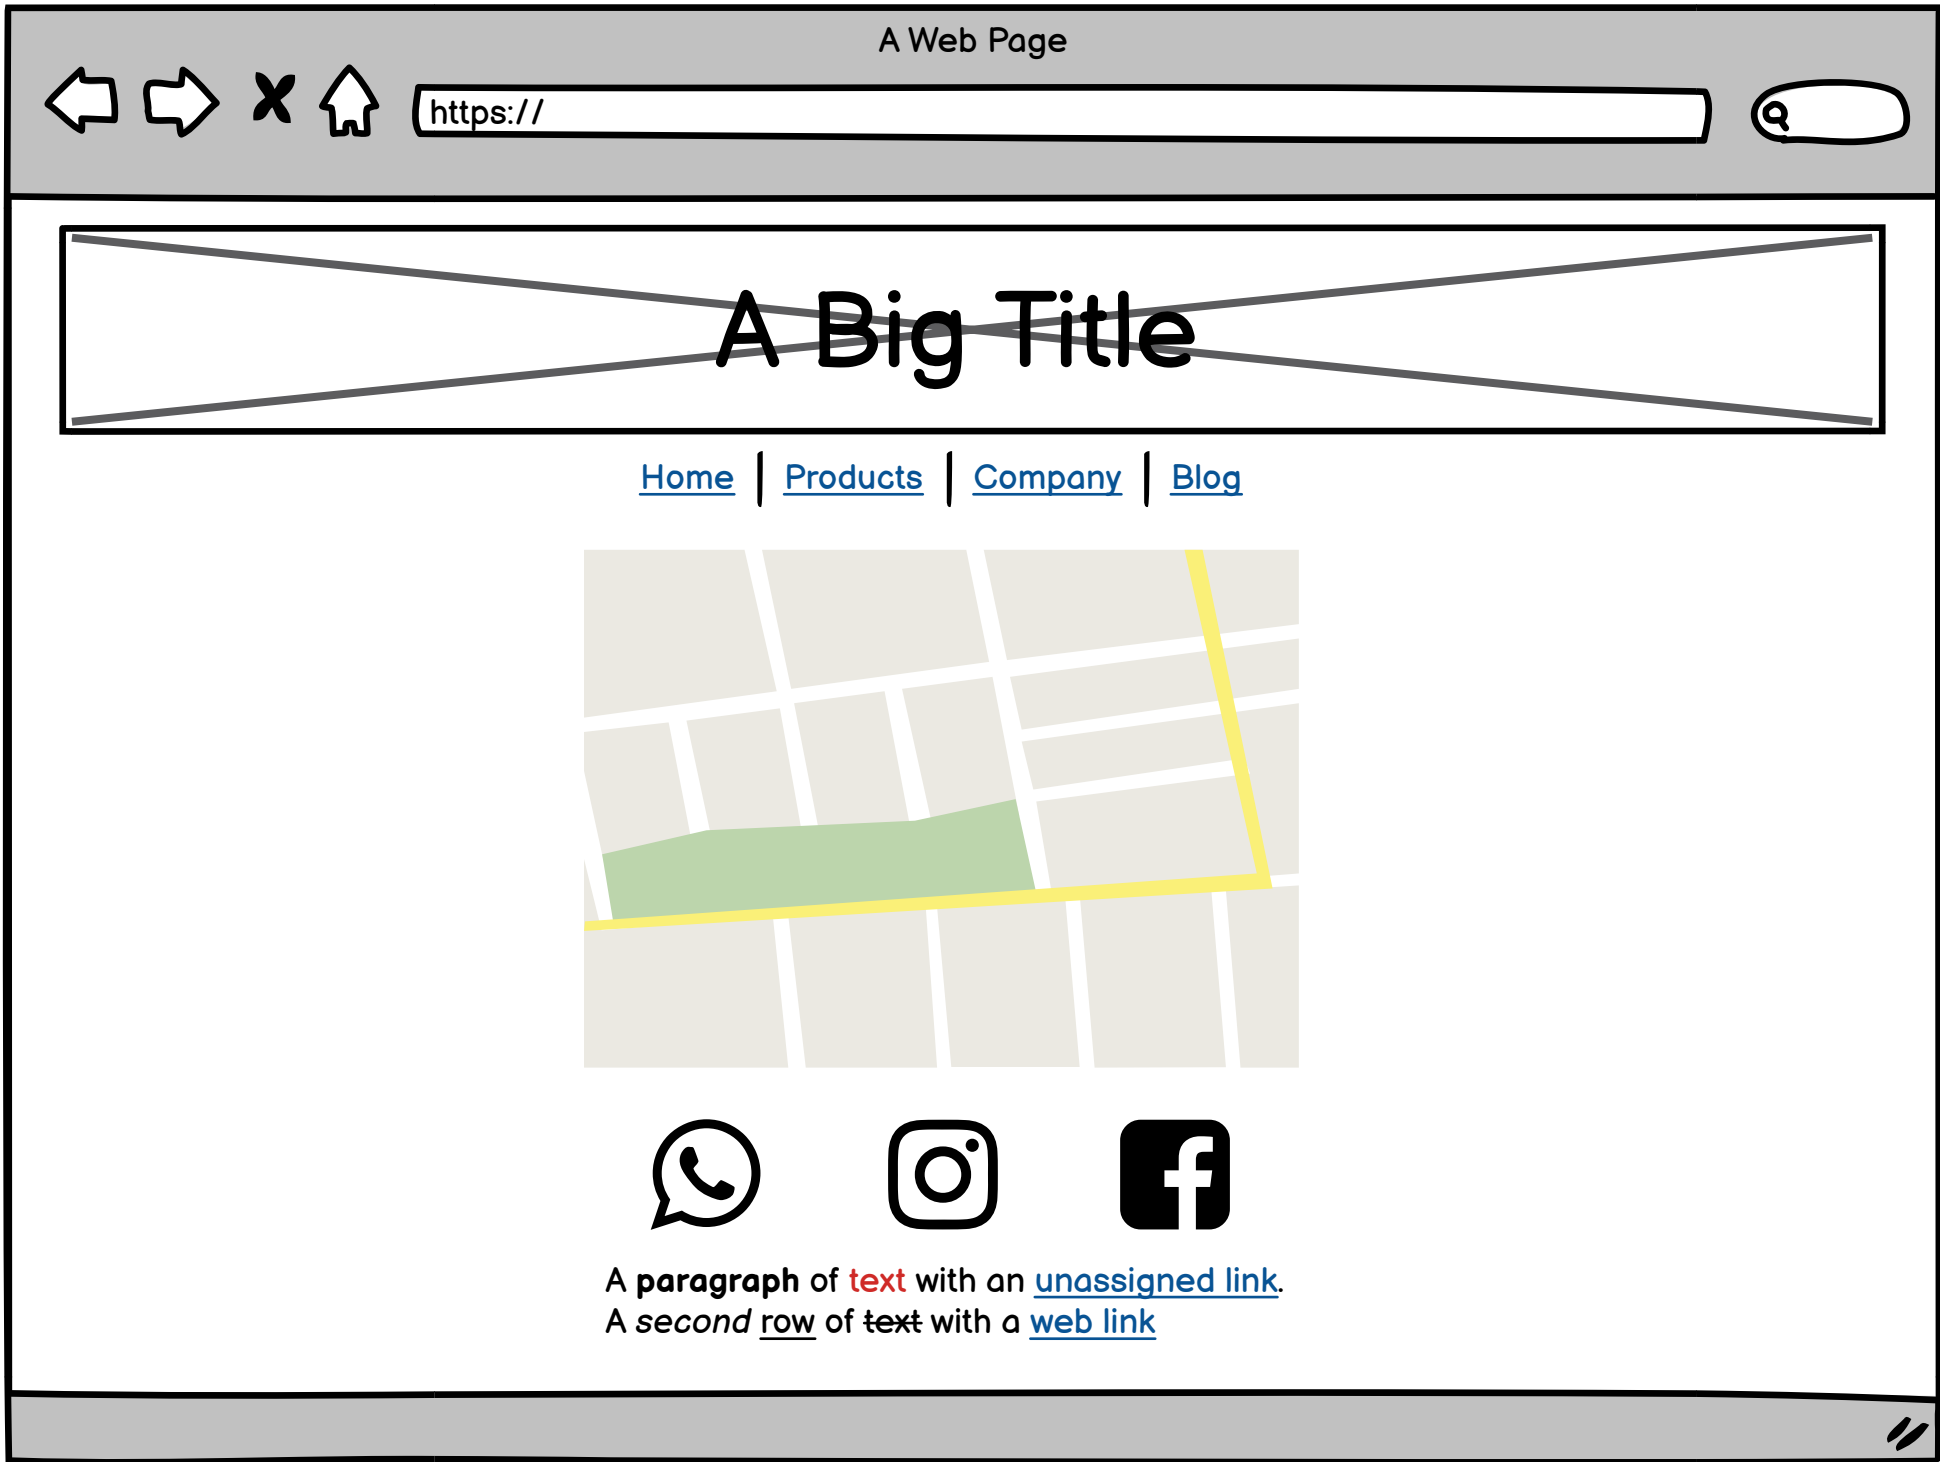 A Web Page
https://
A Big Title
Home | Products | Company | Blog
A paragraph of text with an unassigned link.
A second row of text with a web link